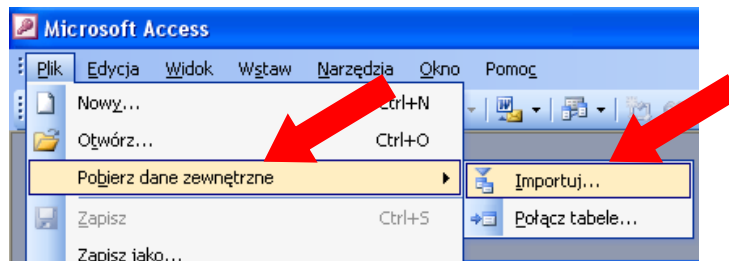 Microsoft Access
Plik Edycja Widok Wstaw Narzędzia Okno Pomoc
Nowy... Ctrl+N
Otwórz... Ctrl+O
Pobierz dane zewnętrzne Importuj...
Zapisz Ctrl+S Połącz tabele...
Zapisz jako...